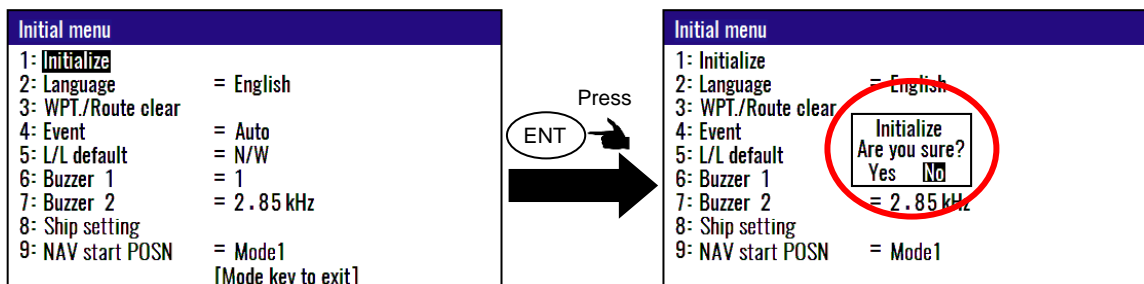 Initial menu
1: Initialize
2: Language = English
3: WPT./Route clear
4: Event = Auto
5: L/L default = N/W
6: Buzzer 1 = 1
7: Buzzer 2 = 2.85 kHz
8: Ship setting
9: NAV start POSN = Mode1
[Mode key to exit]
Press
ENT
Initial menu
1: Initialize
2: Language = English
3: WPT./Route clear
4: Event
5: L/L default
6: Buzzer 1
7: Buzzer 2 = 2.85 kHz
8: Ship setting
9: NAV start POSN = Mode1
Initialize
Are you sure?
Yes No